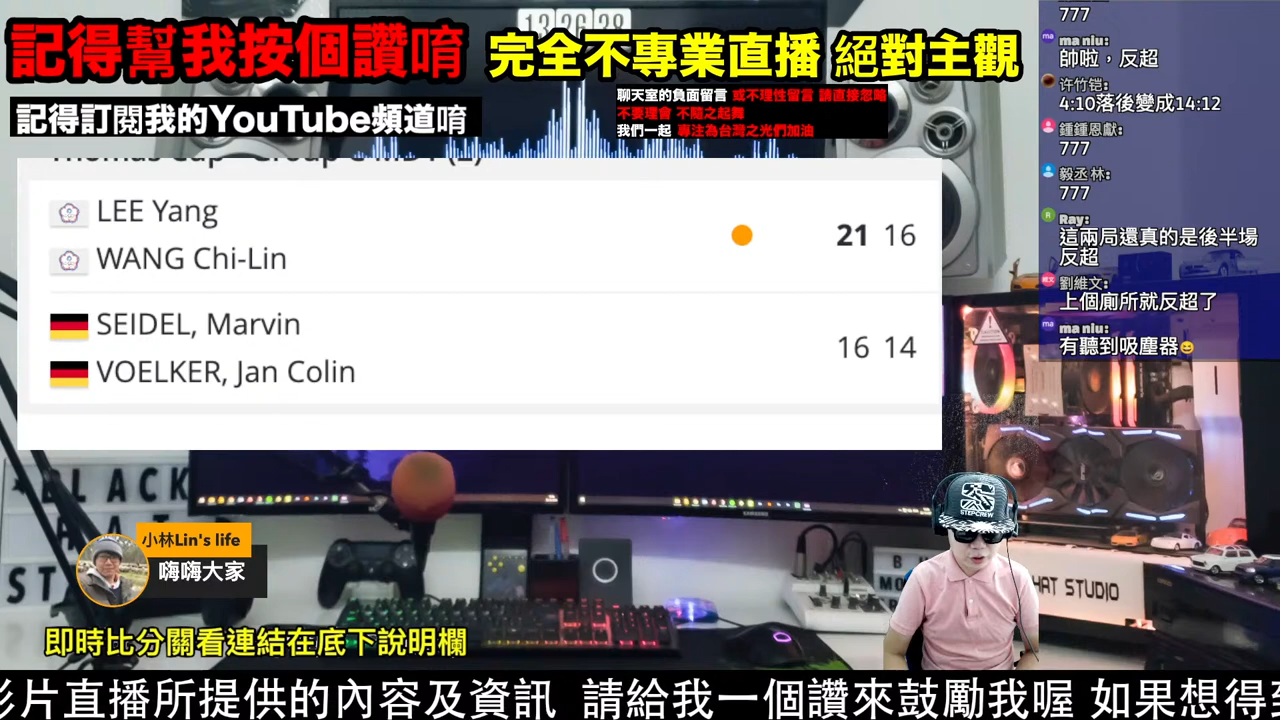 記得幫我按個讚唷
完全不專業直播 絕對主觀
記得訂閱我的YouTube頻道唷
聊天室的負面留言 或不理性留言 請直接忽略
不要理會 不隨之起舞
我們一起 專注為台灣之光們加油
LEE Yang
WANG Chi-Lin
21 16
SEIDEL, Marvin
VOELKER, Jan Colin
16 14
777
ma niu:
帥啦，反超
许竹铠:
4:10落後變成14:12
鍾鍾恩獻:
777
毅丞 林:
777
Ray:
這兩局還真的是後半場
反超
劉維文:
上個廁所就反超了
ma niu:
有聽到吸塵器😄
BLACK
STEPCREW
HAT STUDIO
小林Lin's life
嗨嗨大家
即時比分關看連結在底下說明欄
影片直播所提供的內容及資訊 請給我一個讚來鼓勵我喔 如果想得到